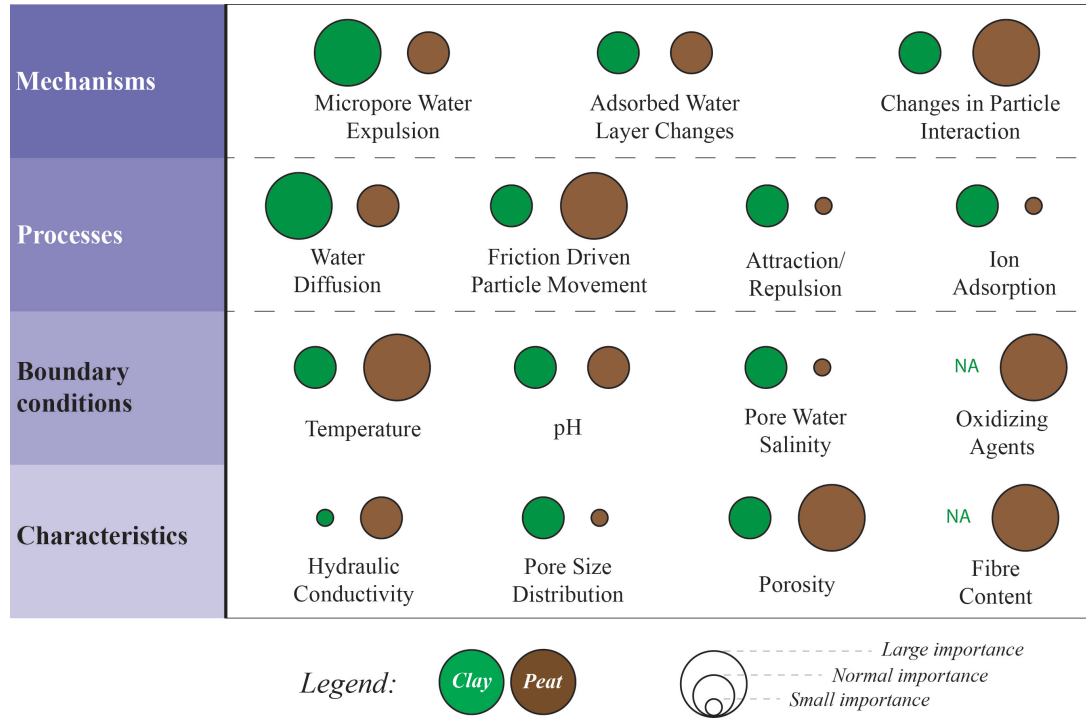 Mechanisms
Micropore Water
Expulsion
Adsorbed Water
Layer Changes
Changes in Particle
Interaction
Processes
Water
Diffusion
Friction Driven
Particle Movement
Attraction/
Repulsion
Ion
Adsorption
Boundary
conditions
Temperature
pH
Pore Water
Salinity
NA
Oxidizing
Agents
Characteristics
Hydraulic
Conductivity
Pore Size
Distribution
Porosity
NA
Fibre
Content
Legend:
Clay
Peat
Large importance
Normal importance
Small importance